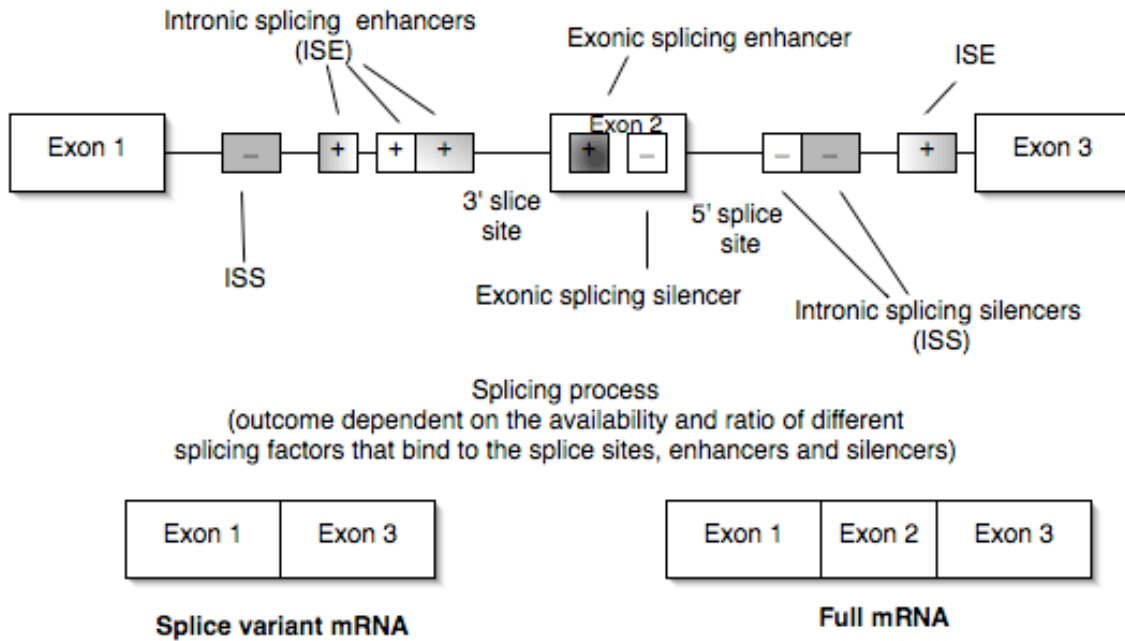 Intronic splicing enhancers
(ISE)
Exonic splicing enhancer
ISE
Exon 1
_
+
+
+
Exon 2
+
_
_
_
+
Exon 3
3' slice
site
5' splice
site
ISS
Exonic splicing silencer
Intronic splicing silencers
(ISS)
Splicing process
(outcome dependent on the availability and ratio of different
splicing factors that bind to the splice sites, enhancers and silencers)
Exon 1
Exon 3
Exon 1
Exon 2
Exon 3
Splice variant mRNA
Full mRNA